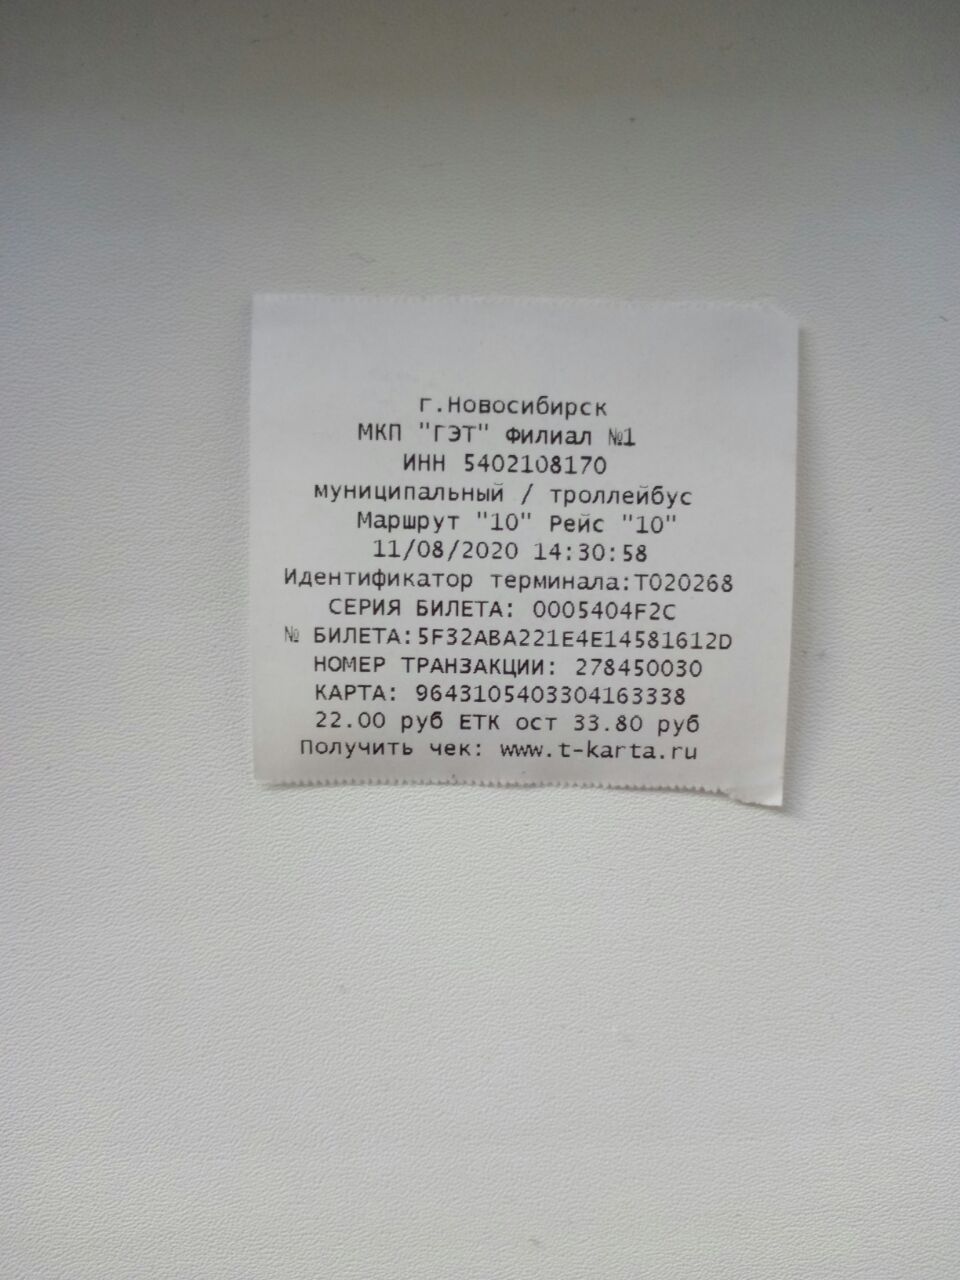 г.Новосибирск
МКП "ГЭТ" Филиал №1
ИНН 5402108170
муниципальный / троллейбус
Маршрут "10" Рейс "10"
11/08/2020 14:30:58
Идентификатор терминала:T020268
СЕРИЯ БИЛЕТА: 0005404F2C
№ БИЛЕТА:5F32ABA221E4E14581612D
НОМЕР ТРАНЗАКЦИИ: 278450030
КАРТА: 9643105403304163338
22.00 руб ЕТК ост 33.80 руб
Получить чек: www.t-karta.ru